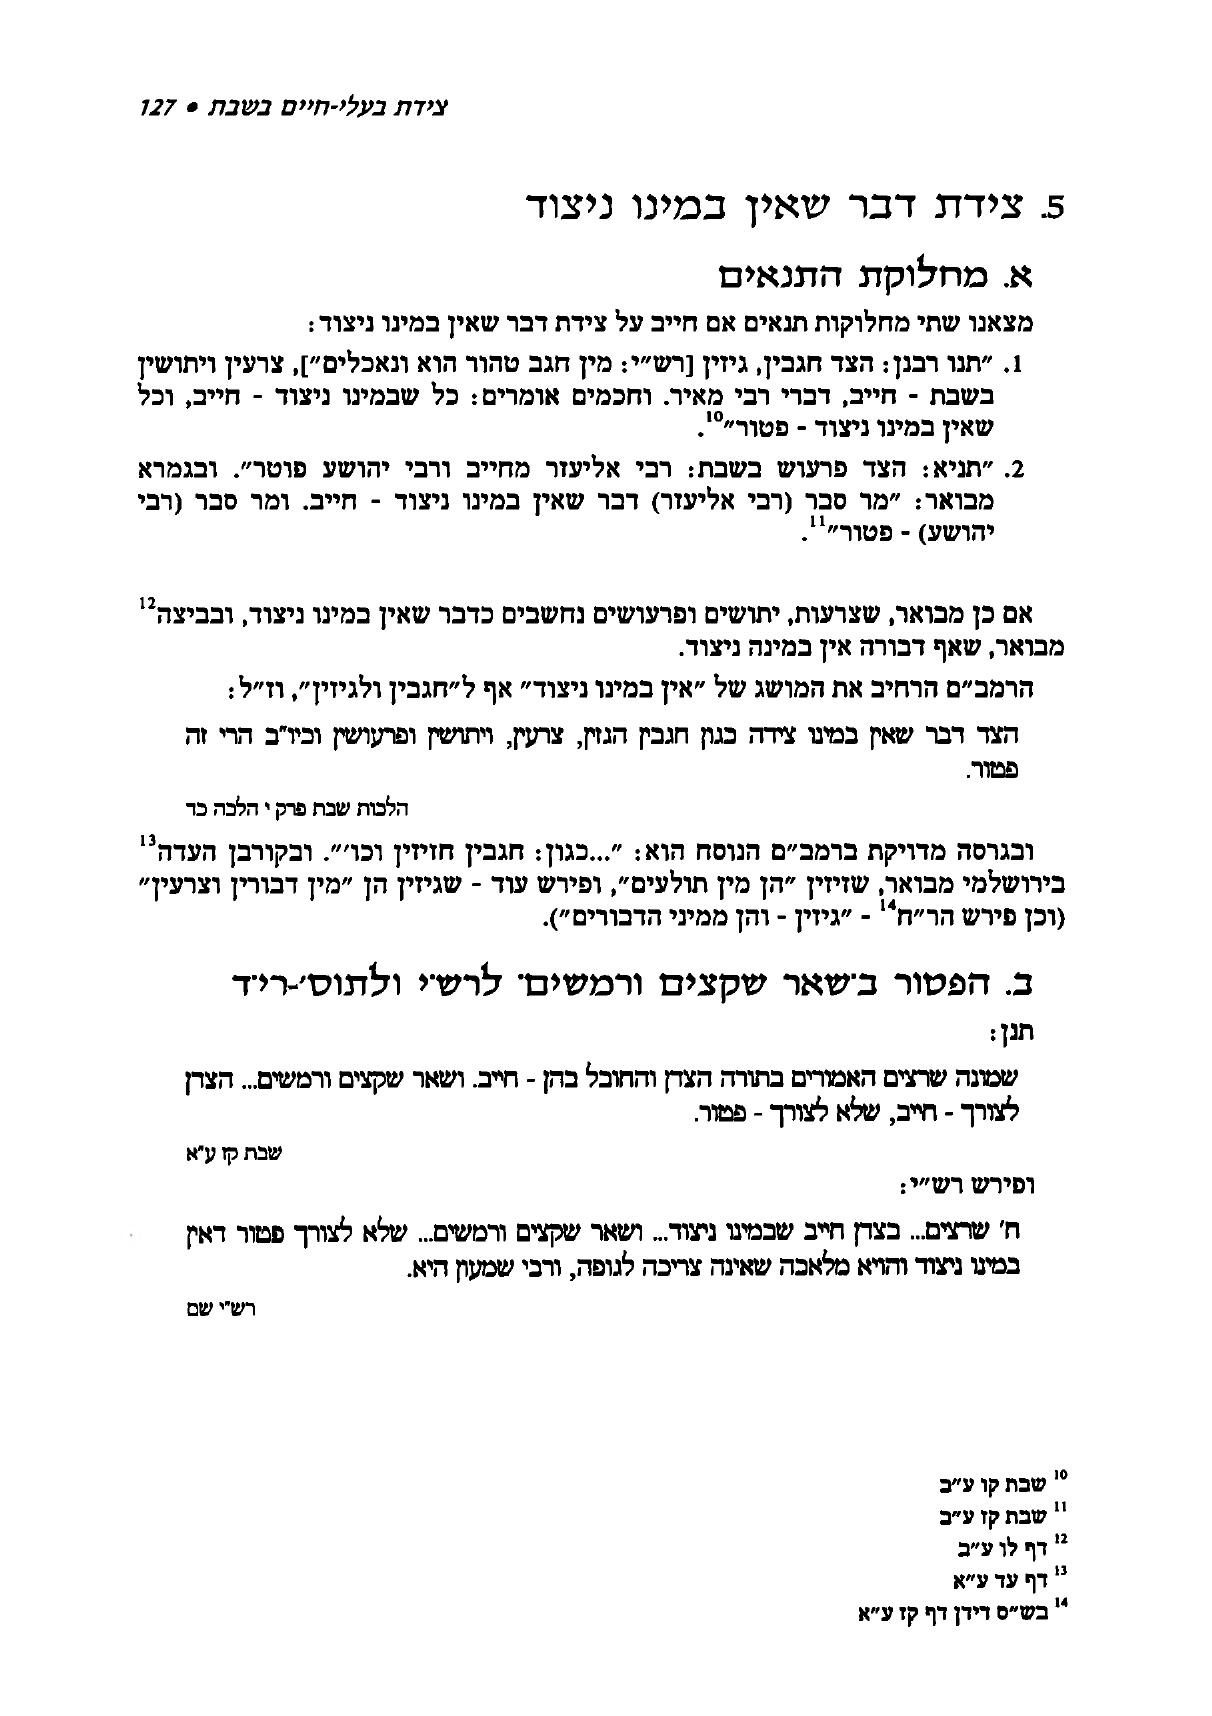 צידת בעלי-חיים בשבת • 127
5. צידת דבר שאין במינו ניצוד
א. מחלוקת התנאים
מצאנו שתי מחלוקות תנאים אם חייב על צידת דבר שאין במינו ניצוד:
1. "תנו רבנן: הצד חגבין, גיזין [רש"י: מין חגב טהור הוא ונאכלים"], צרעין ויתושין
בשבת - חייב, דברי רבי מאיר. וחכמים אומרים: כל שבמינו ניצוד - חייב, וכל
שאין במינו ניצוד - פטור"10.
2. "תניא: הצד פרעוש בשבת: רבי אליעזר מחייב ורבי יהושע פוטר". ובגמרא
מבואר: "מר סבר (רבי אליעזר) דבר שאין במינו ניצוד - חייב. ומר סבר (רבי
יהושע) - פטור"11.
אם כן מבואר, שצרעות, יתושים ופרעושים נחשבים כדבר שאין במינו ניצוד, ובביצה12
מבואר, שאף דבורה אין במינה ניצוד.
הרמב"ם הרחיב את המושג של "אין במינו ניצוד" אף ל"חגבין ולגיזין", וז"ל:
הצד דבר שאין במינו צידה כגון חגבין הגזין, צרעין, ויתושין ופרעושין וכיו"ב הרי זה
פטור.
הלכות שבת פרק י הלכה כד
ובגרסה מדויקת ברמב"ם הנוסח הוא: "...כגון: חגבין חזיזין וכו'". ובקורבן העדה13
בירושלמי מבואר, שזיזין "הן מין תולעים", ופירש עוד - שגיזין הן "מין דבורין וצרעין"
(וכן פירש הר"ח14 - "גיזין - והן ממיני הדבורים").
ב. הפטור ב"שאר שקצים ורמשים" לרש"י ולתוס'-רי"ד
תנן:
שמונה שרצים האמורים בתורה הצדן והחובל בהן - חייב. ושאר שקצים ורמשים... הצדן
לצורך - חייב, שלא לצורך - פטור.
שבת קז ע"א
ופירש רש"י:
ח' שרצים... בצדן חייב שבמינו ניצוד... ושאר שקצים ורמשים... שלא לצורך פטור דאין
במינו ניצוד והויא מלאכה שאינה צריכה לגופה, ורבי שמעון היא.
רש"י שם
10 שבת קו ע"ב
11 שבת קז ע"ב
12 דף לו ע"ב
13 דף עד ע"א
14 בש"ס דידן דף קז ע"א